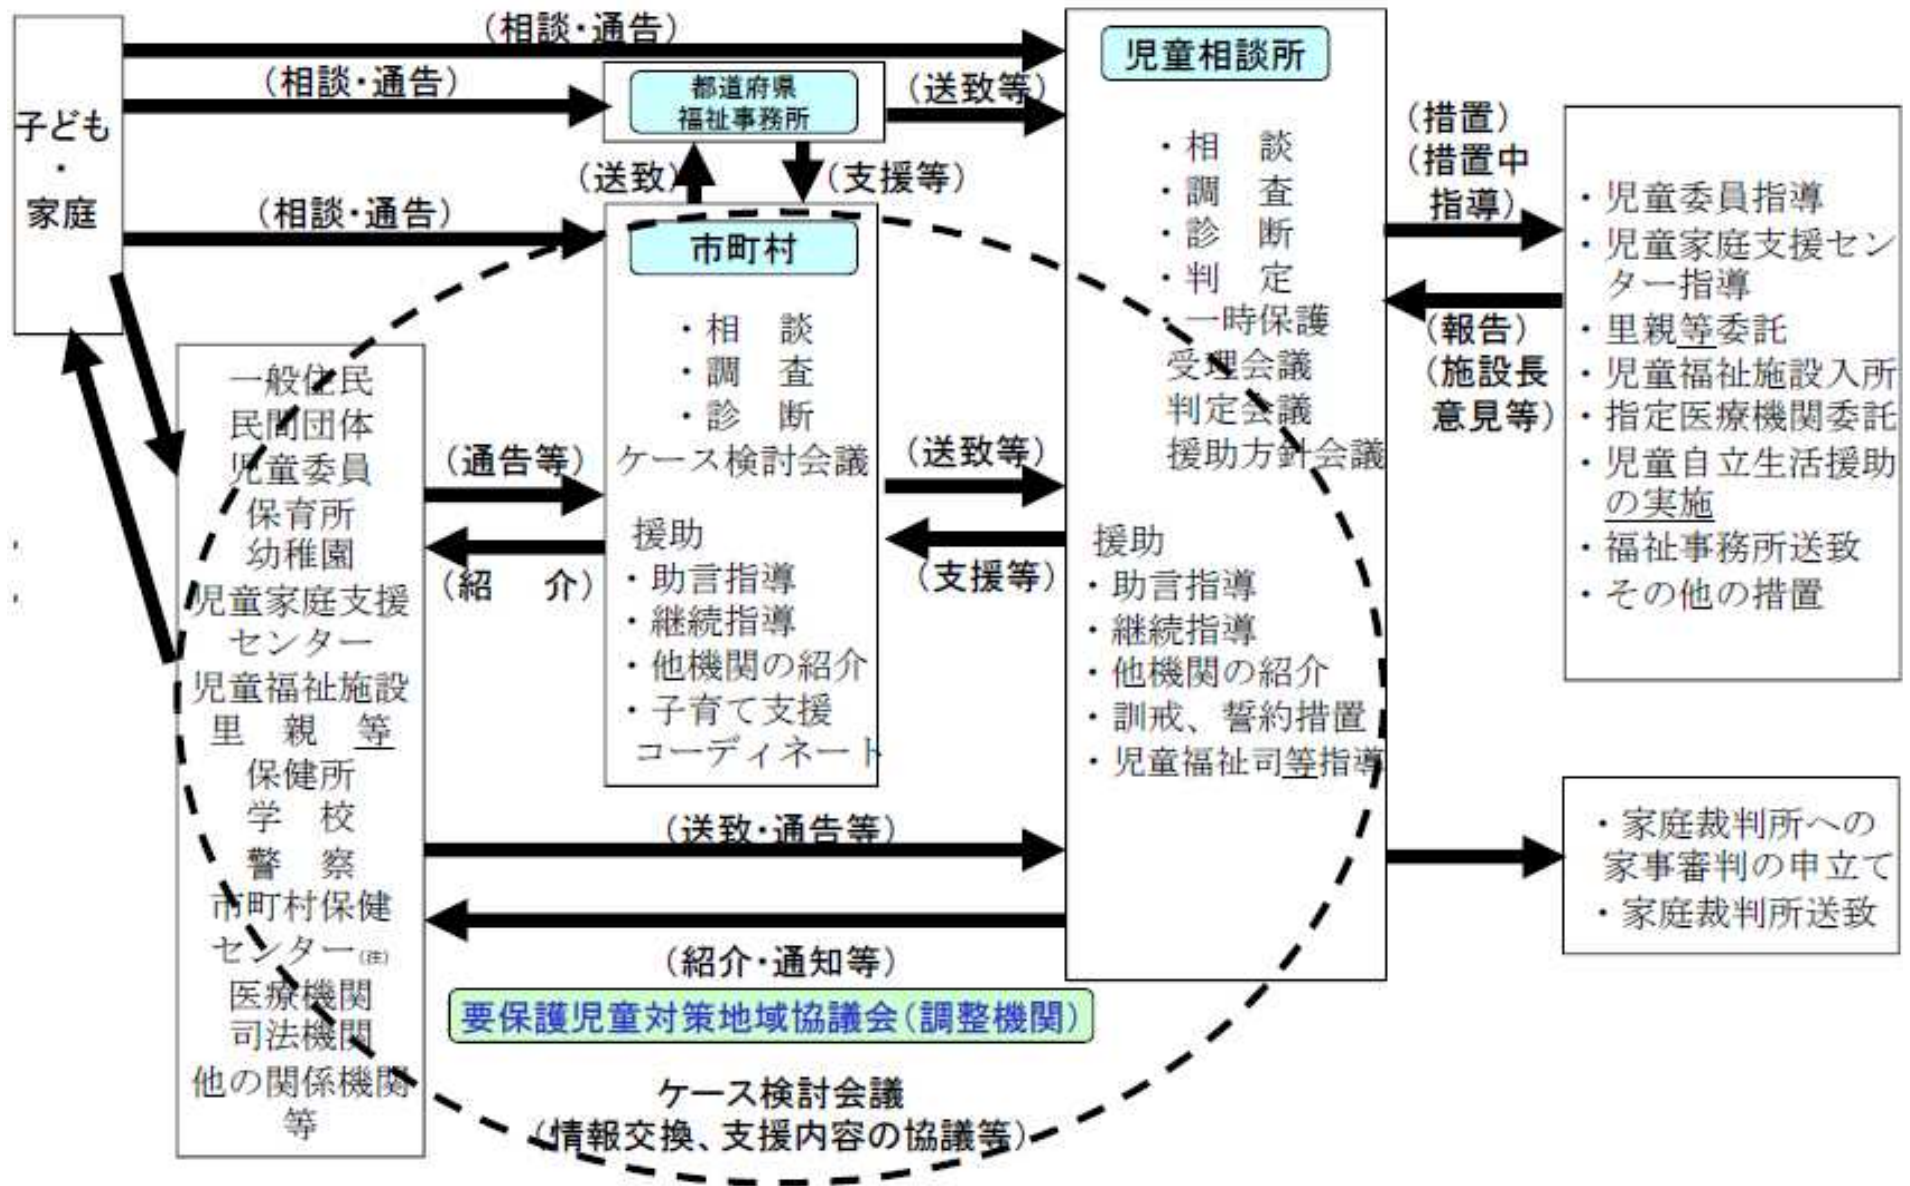 子ども
・
家庭
(相談・通告)
(相談・通告)
(相談・通告)
都道府県
福祉事務所
(送致等)
(送致)
(支援等)
一般住民
民間団体
児童委員
保育所
幼稚園
児童家庭支援
センター
児童福祉施設
里　親　等
保健所
学　校
警　察
市町村保健
センター(注)
医療機関
司法機関
他の関係機関
等
(通告等)
(紹　介)
市町村
・相　談
・調　査
・診　断
ケース検討会議
援助
・助言指導
・継続指導
・他機関の紹介
・子育て支援
コーディネート
(送致等)
(支援等)
(送致・通告等)
(紹介・通知等)
児童相談所
・相　談
・調　査
・診　断
・判　定
・一時保護
受理会議
判定会議
援助方針会議
援助
・助言指導
・継続指導
・他機関の紹介
・訓戒、誓約措置
・児童福祉司等指導
(措置)
(措置中
指導)
(報告)
(施設長
意見等)
・児童委員指導
・児童家庭支援セン
ター指導
・里親等委託
・児童福祉施設入所
・指定医療機関委託
・児童自立生活援助
の実施
・福祉事務所送致
・その他の措置
・家庭裁判所への
家事審判の申立て
・家庭裁判所送致
要保護児童対策地域協議会(調整機関)
ケース検討会議
(情報交換、支援内容の協議等)